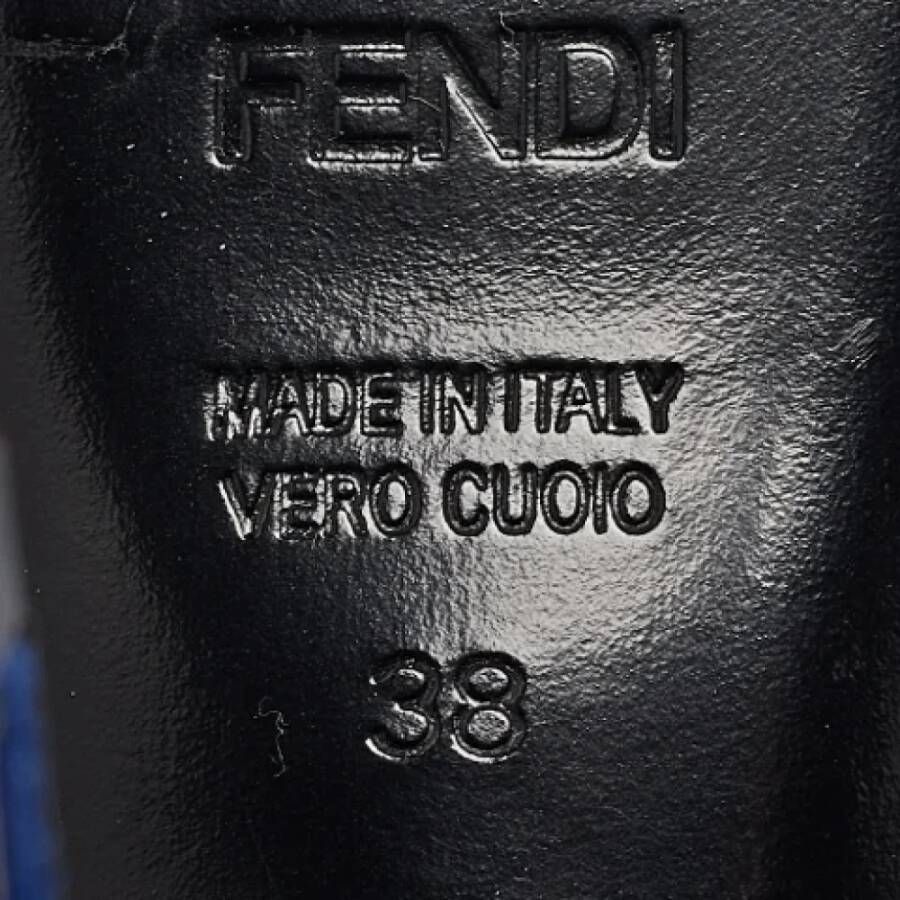 FENDI
MADE IN ITALY
VERO CUOIO
38